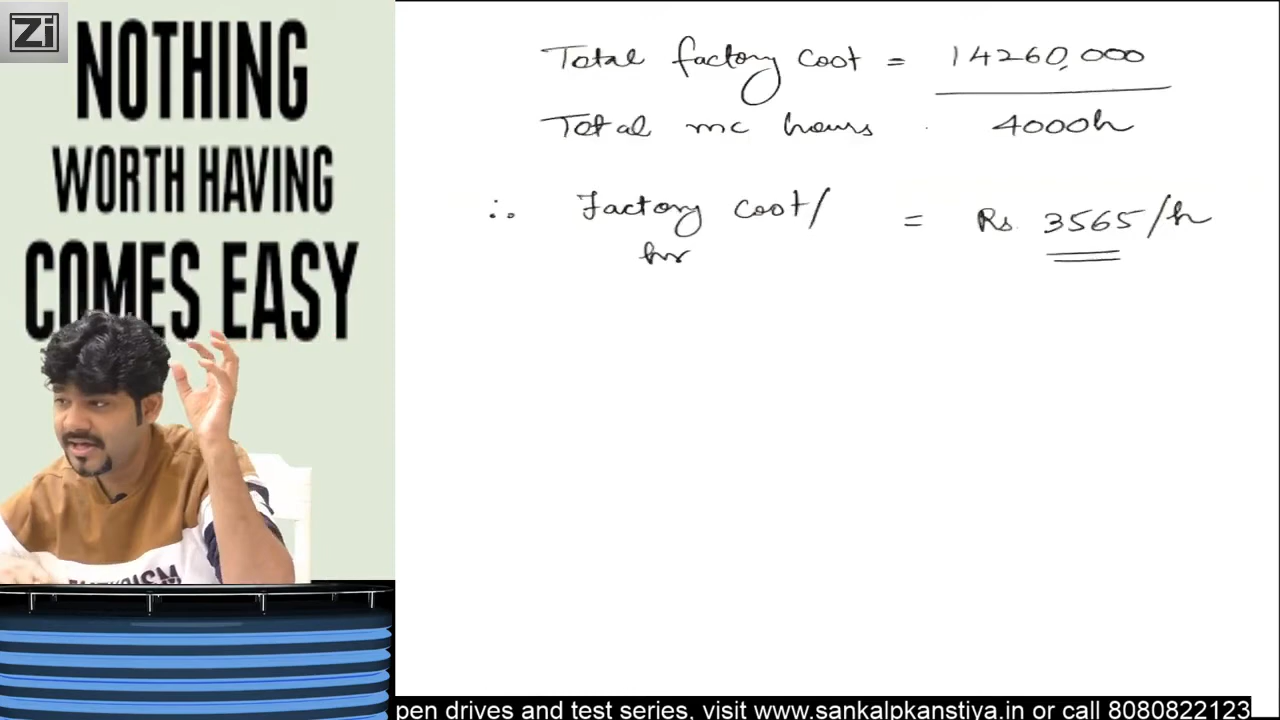 Zi
NOTHING
WORTH HAVING
COMES EASY
Total factory cost = 14260,000
Total mc hours 4000h
∴ Factory cost/ = Rs. 3565/h
hr
pen drives and test series, visit www.sankalpkanstiya.in or call 8080822123